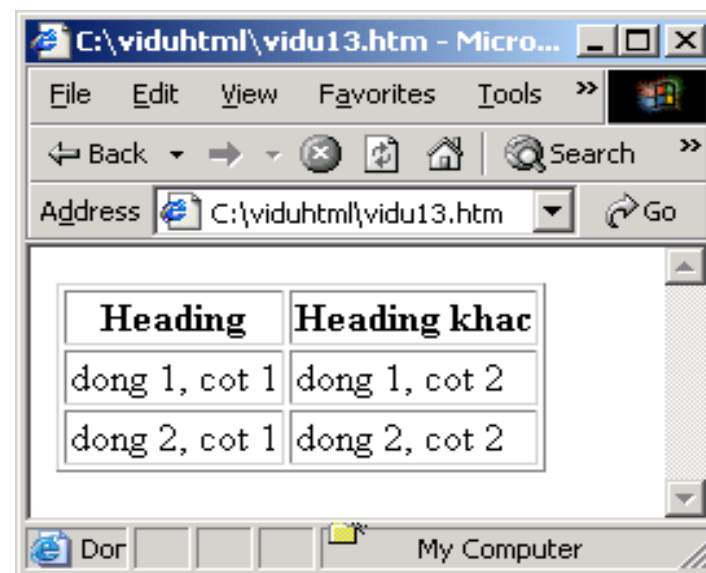 C:\viduhtml\vidu13.htm - Micro...
File Edit View Favorites Tools »
Back Search »
Address C:\viduhtml\vidu13.htm Go
Heading Heading khac
dong 1, cot 1 dong 1, cot 2
dong 2, cot 1 dong 2, cot 2
Dor My Computer